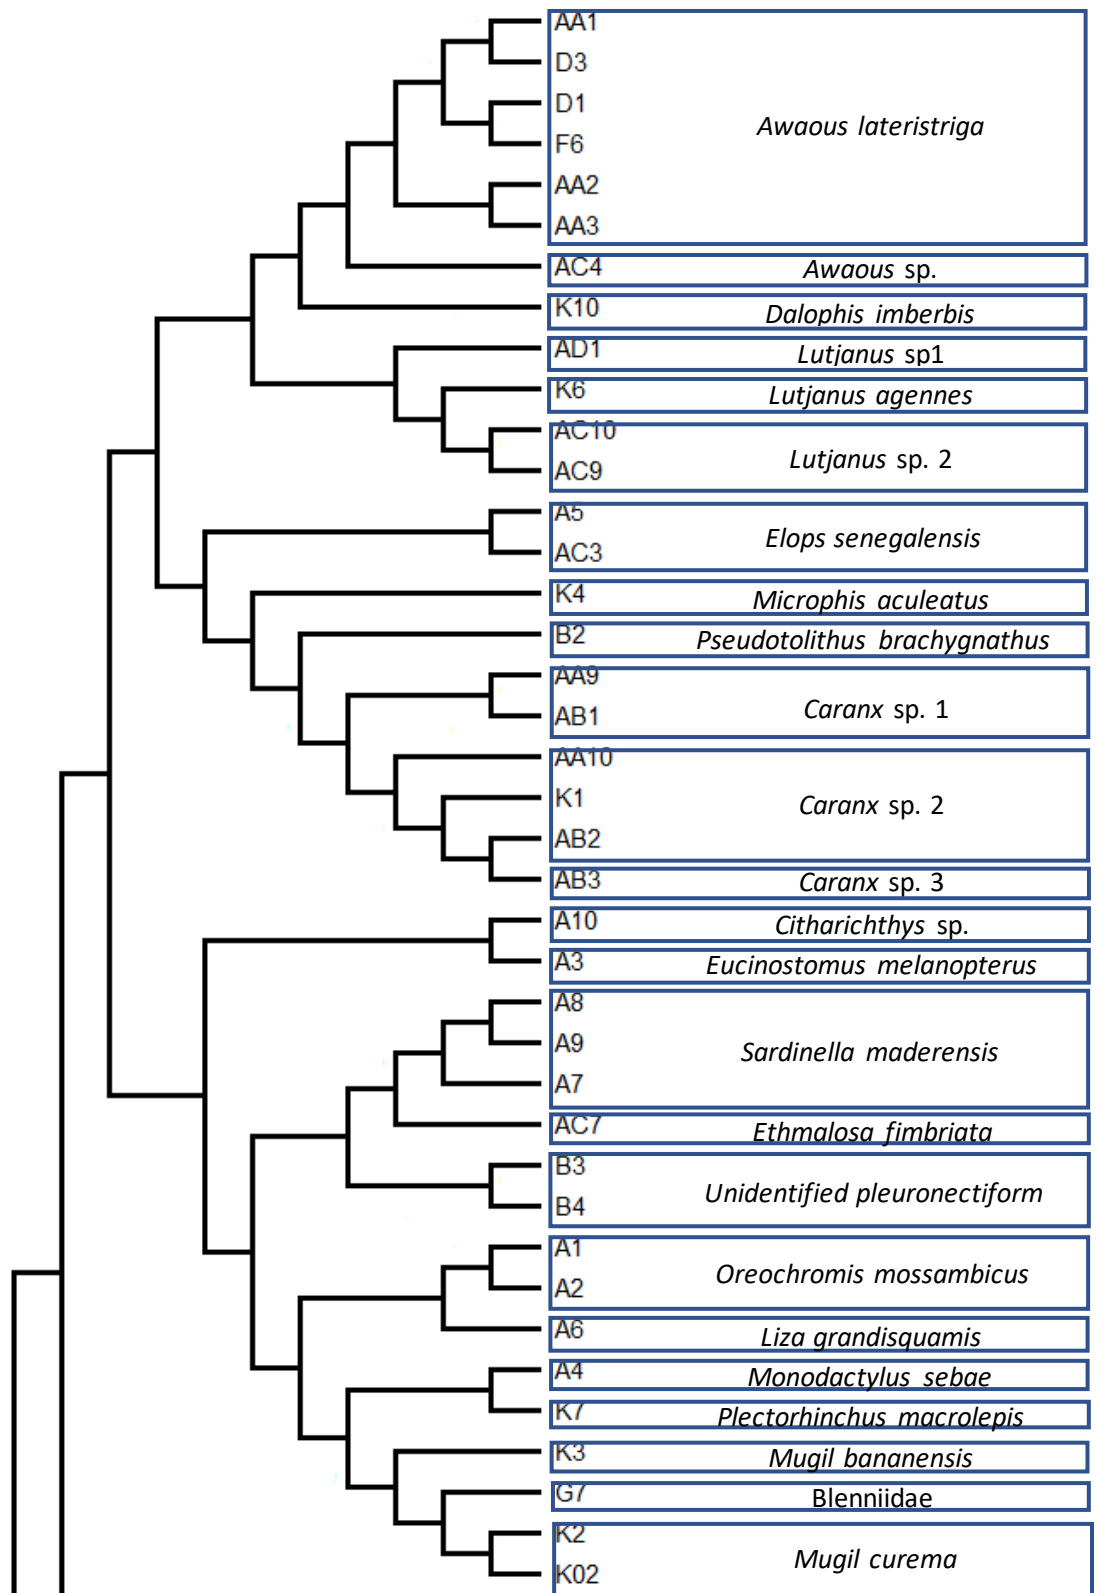 AA1
D3
D1
Awaous lateristriga
F6
AA2
AA3
AC4 Awaous sp.
K10 Dalophis imberbis
AD1 Lutjanus sp1
K6 Lutjanus agennes
AC10
Lutjanus sp. 2
AC9
A5
Elops senegalensis
AC3
K4 Microphis aculeatus
B2 Pseudotolithus brachygnathus
AA9
Caranx sp. 1
AB1
AA10
K1
Caranx sp. 2
AB2
AB3 Caranx sp. 3
A10 Citharichthys sp.
A3 Eucinostomus melanopterus
A8
A9
Sardinella maderensis
A7
AC7 Ethmalosa fimbriata
B3
Unidentified pleuronectiform
B4
A1
Oreochromis mossambicus
A2
A6 Liza grandisquamis
A4 Monodactylus sebae
K7 Plectorhinchus macrolepis
K3 Mugil bananensis
G7 Blenniidae
K2
Mugil curema
K02